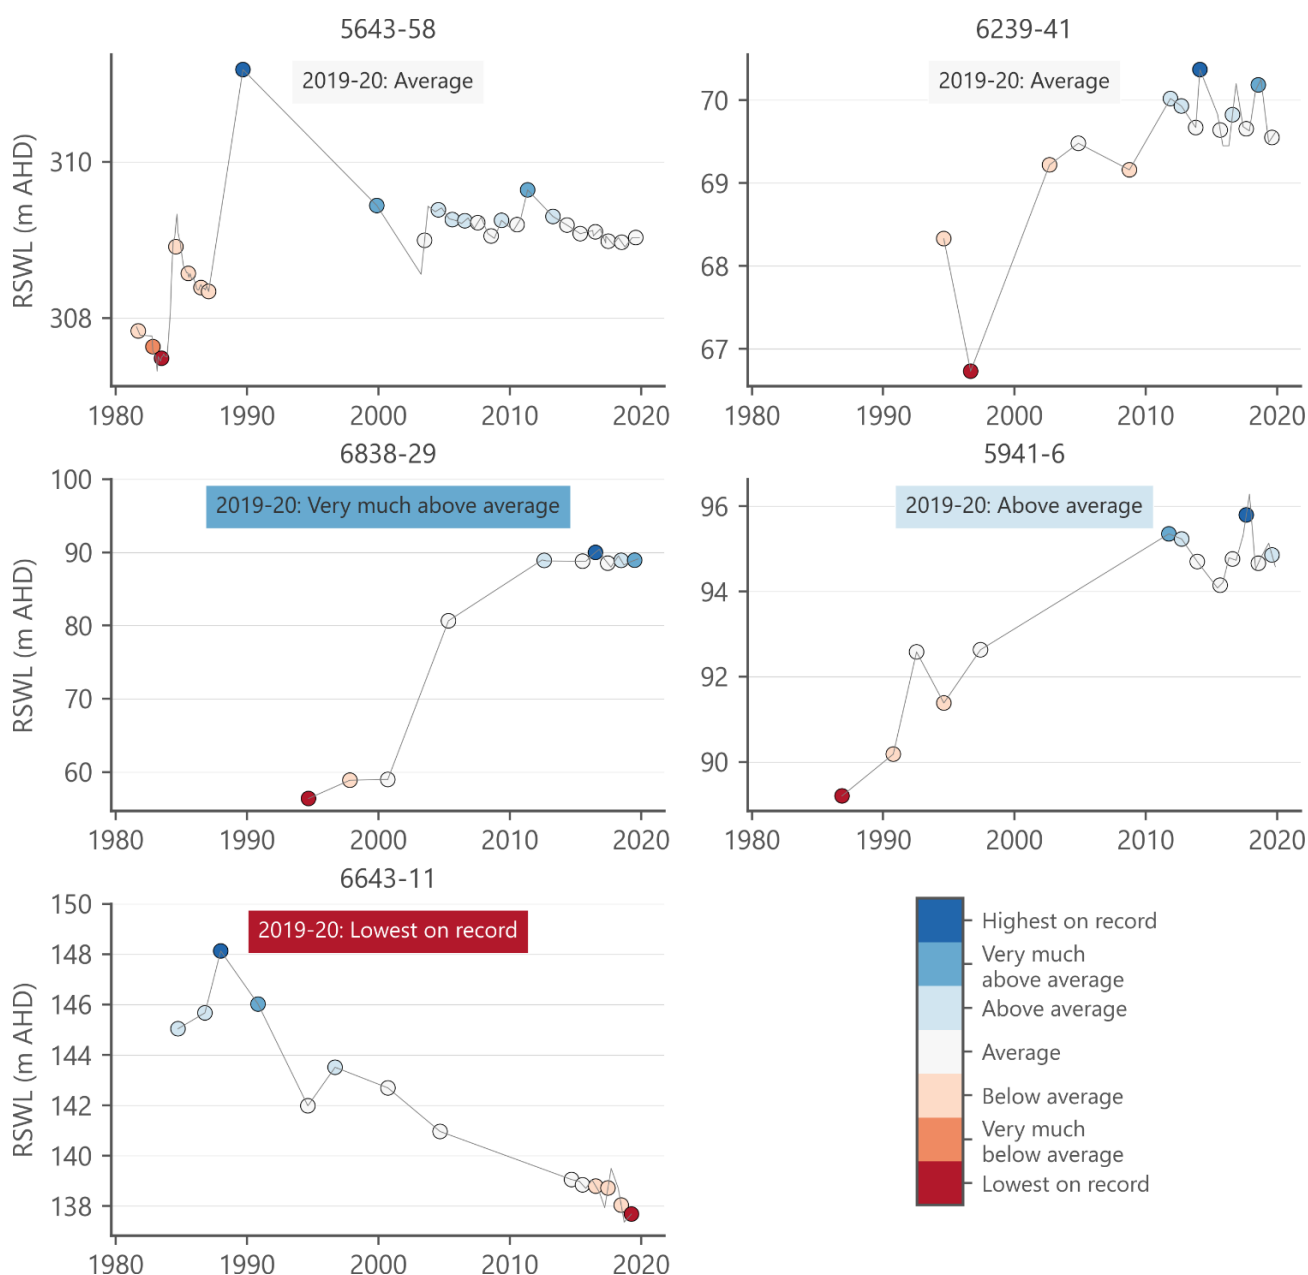 5643-58
2019-20: Average
RSWL (m AHD)
310
308
1980 1990 2000 2010 2020
6239-41
2019-20: Average
70
69
68
67
1980 1990 2000 2010 2020
6838-29
2019-20: Very much above average
RSWL (m AHD)
100
90
80
70
60
1980 1990 2000 2010 2020
5941-6
2019-20: Above average
96
94
92
90
1980 1990 2000 2010 2020
6643-11
2019-20: Lowest on record
RSWL (m AHD)
150
148
146
144
142
140
138
1980 1990 2000 2010 2020
Highest on record
Very much
above average
Above average
Average
Below average
Very much
below average
Lowest on record